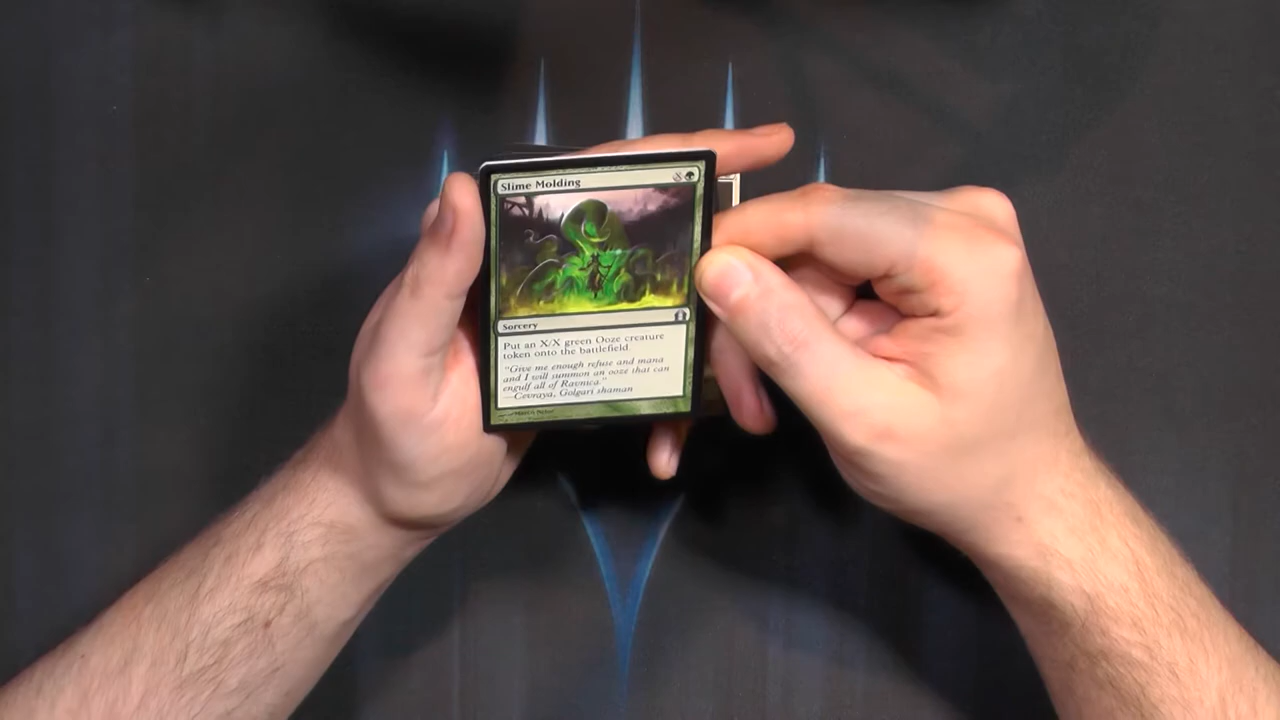 Slime Molding X
Sorcery
Put an X/X green Ooze creature
token onto the battlefield.
"Give me enough refuse and mana
and I will summon an ooze that can
engulf all of Ravnica."
—Cevraya, Golgari shaman